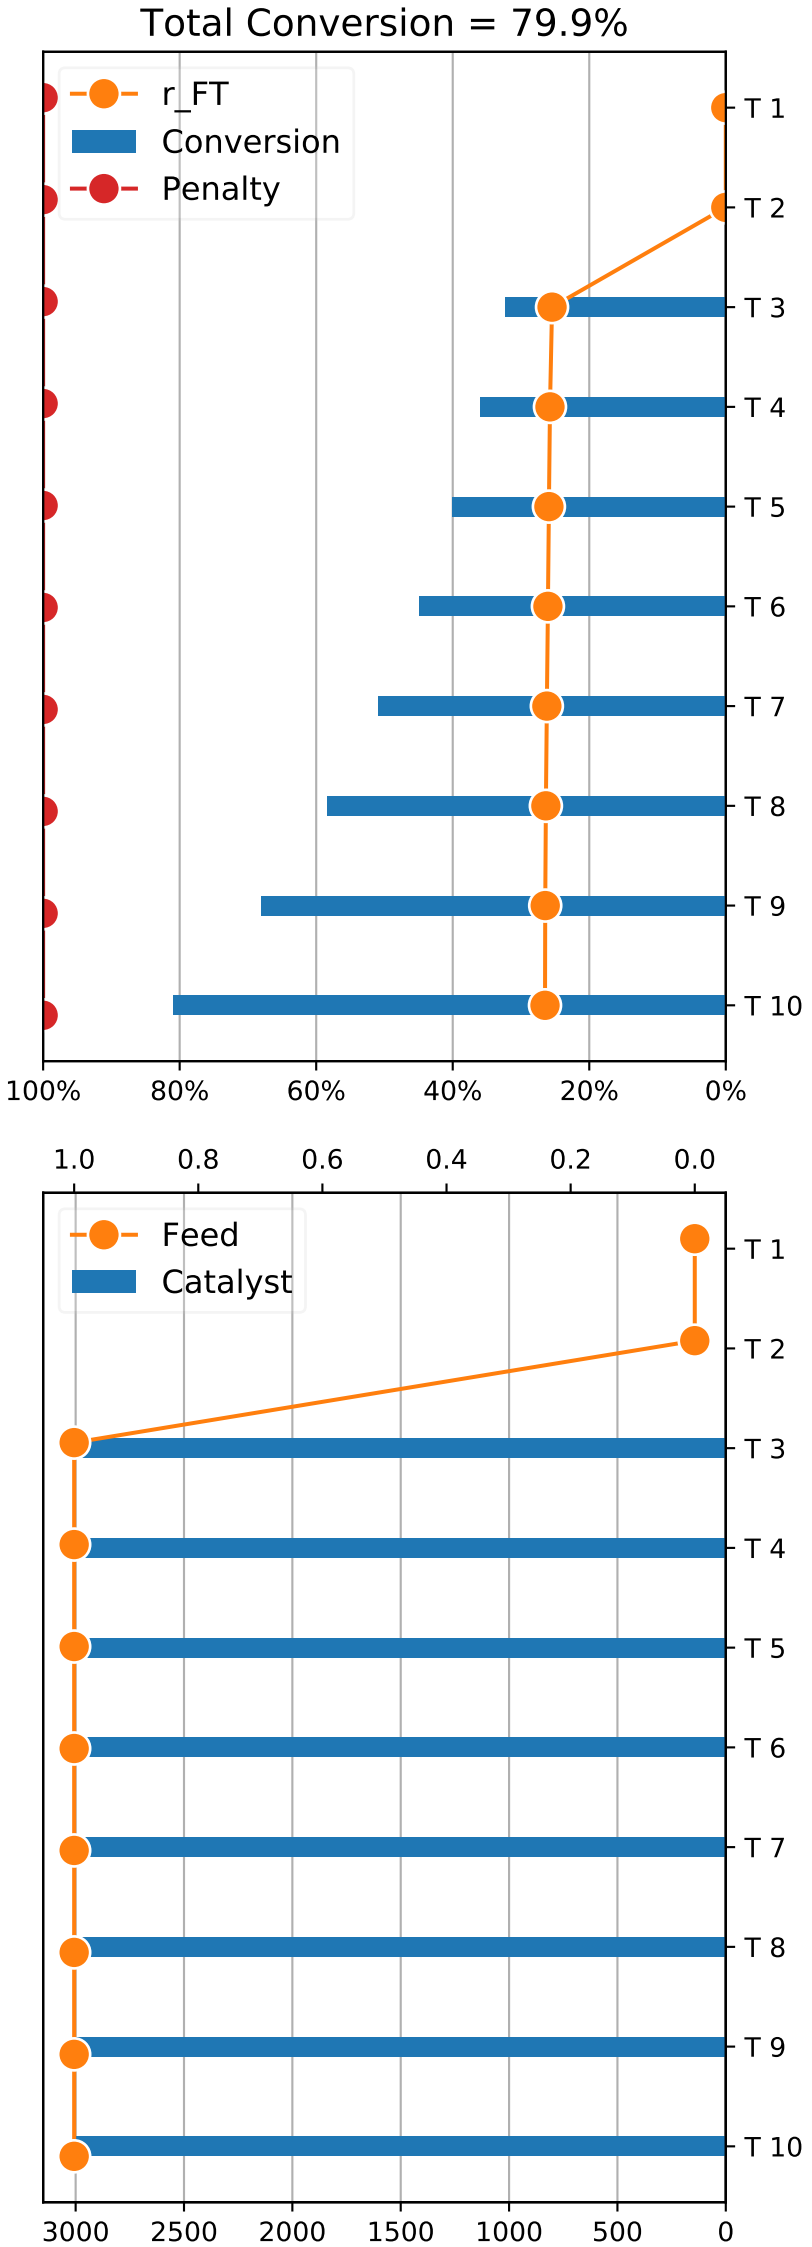 Total Conversion = 79.9%
r_FT
Conversion
Penalty
T 1
T 2
T 3
T 4
T 5
T 6
T 7
T 8
T 9
T 10
100% 80% 60% 40% 20% 0%
1.0 0.8 0.6 0.4 0.2 0.0
Feed
Catalyst
T 1
T 2
T 3
T 4
T 5
T 6
T 7
T 8
T 9
T 10
3000 2500 2000 1500 1000 500 0